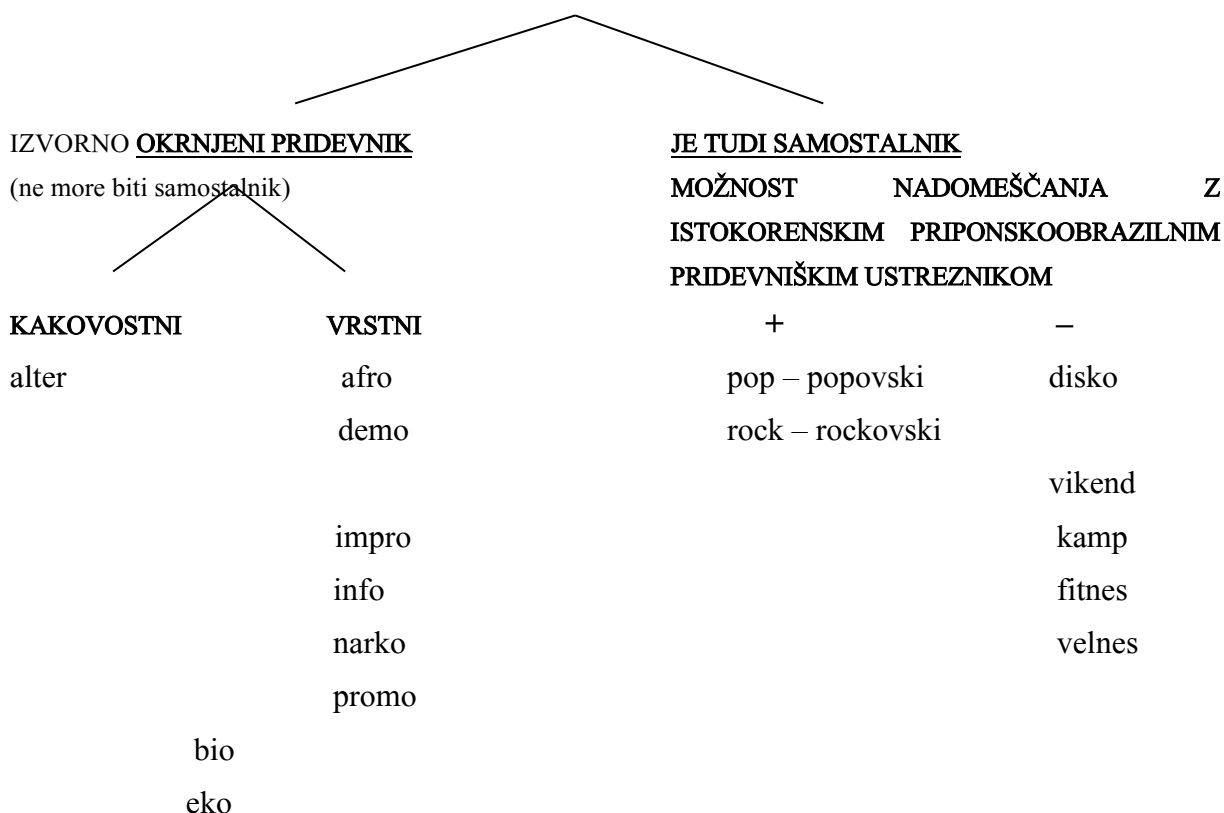 IZVORNO OKRNJENI PRIDEVNIK
(ne more biti samostalnik)
JE TUDI SAMOSTALNIK
MOŽNOST NADOMEŠČANJA Z
ISTOKORENSKIM PRIPONSKOOBRAZILNIM
PRIDEVNIŠKIM USTREZNIKOM
KAKOVOSTNI VRSTNI + –
alter afro pop – popovski disko
demo rock – rockovski
vikend
impro kamp
info fitnes
narko velnes
promo
bio
eko